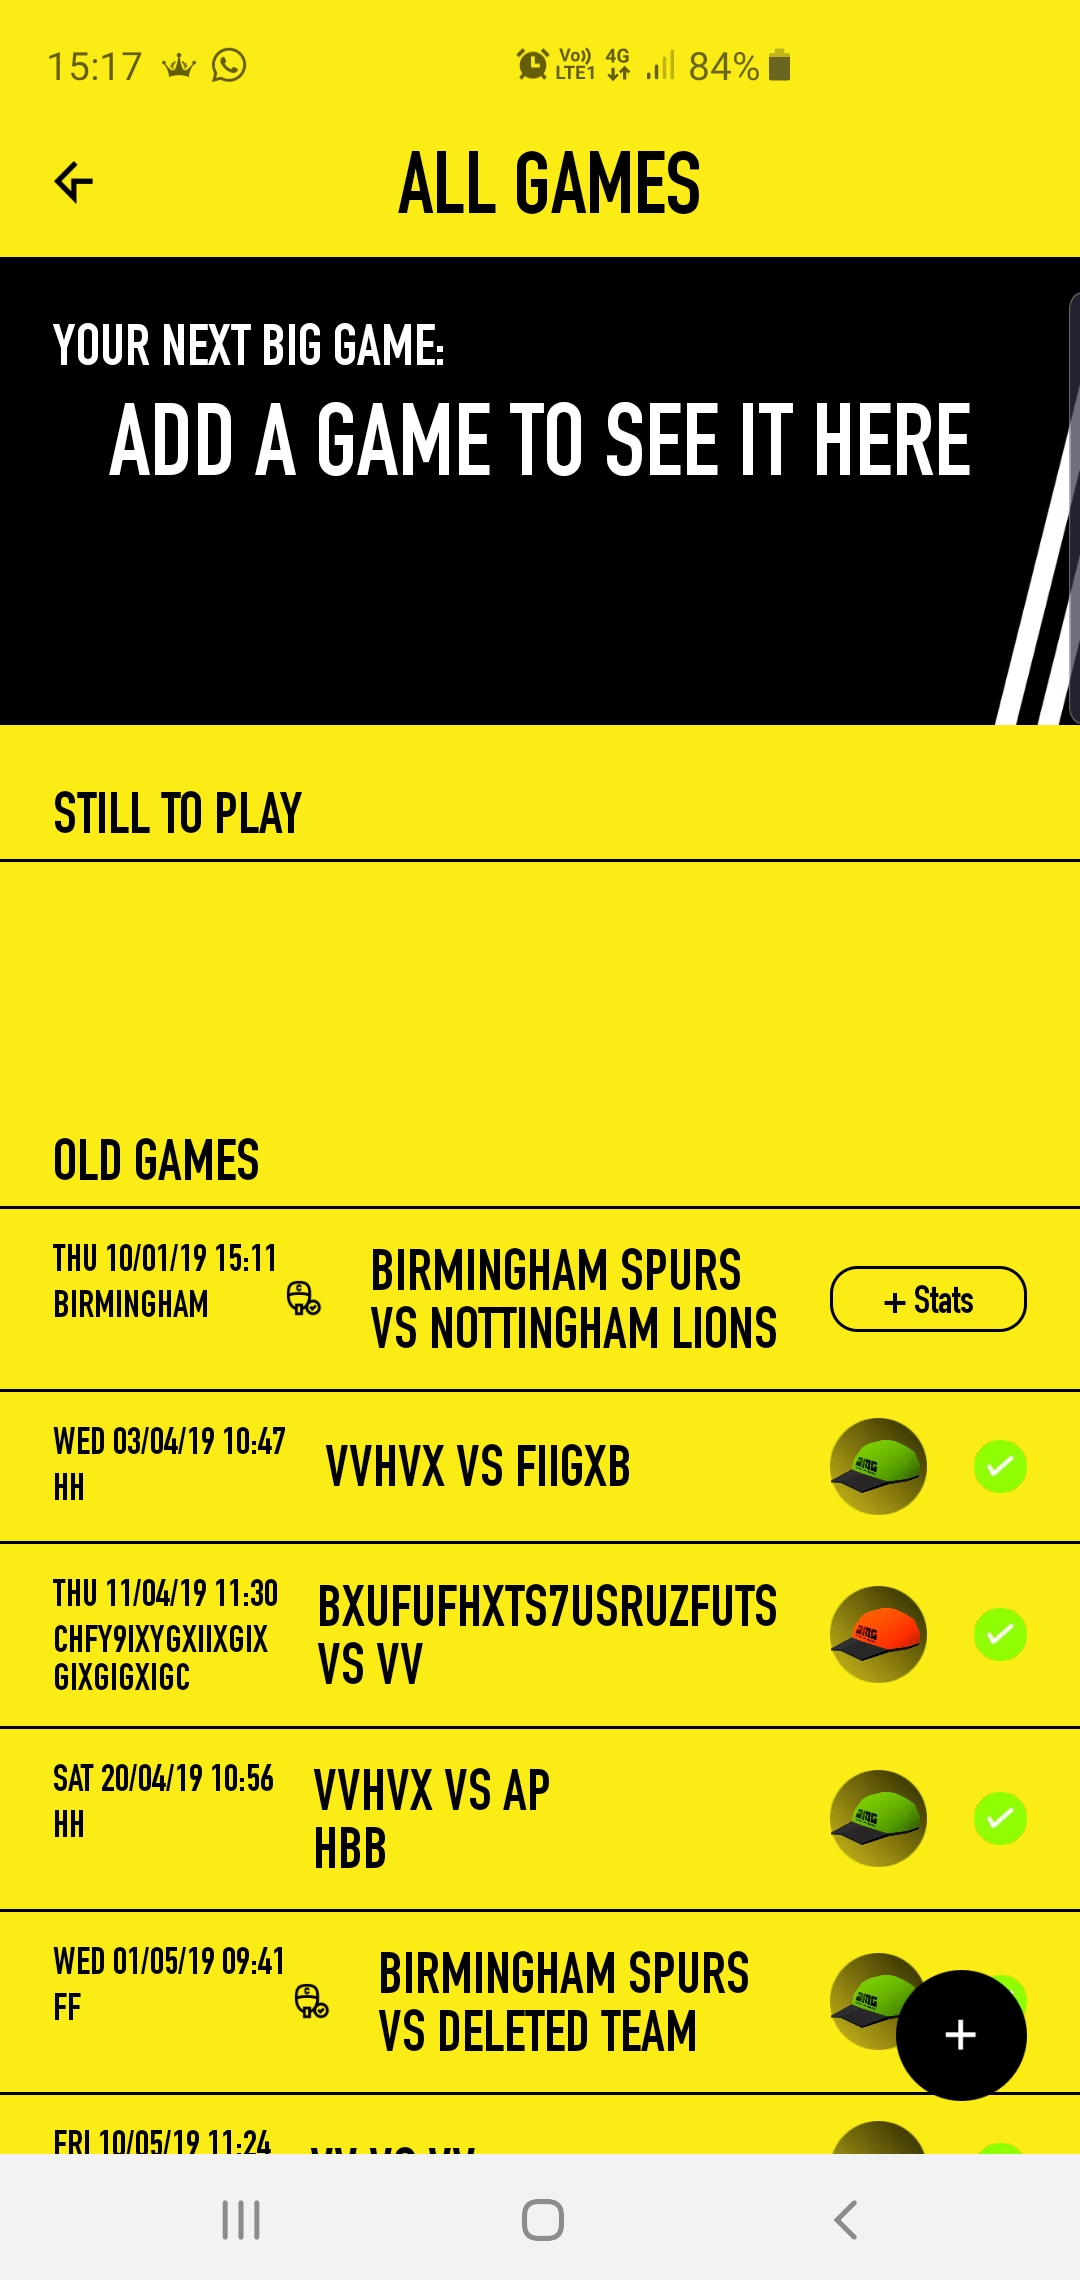 15:17 Vo)) LTE1 4G 84%
ALL GAMES
YOUR NEXT BIG GAME:
ADD A GAME TO SEE IT HERE
STILL TO PLAY
OLD GAMES
THU 10/01/19 15:11
BIRMINGHAM
BIRMINGHAM SPURS
VS NOTTINGHAM LIONS
+ Stats
WED 03/04/19 10:47
HH
VVHVX VS FIIGXB
THU 11/04/19 11:30
CHFY9IXYGXIIXGIX
GIXGIGXIGC
BXUFUFHXTS7USRUZFUTS
VS VV
SAT 20/04/19 10:56
HH
VVHVX VS AP
HBB
WED 01/05/19 09:41
FF
BIRMINGHAM SPURS
VS DELETED TEAM
+
FRI 10/05/19 11:24